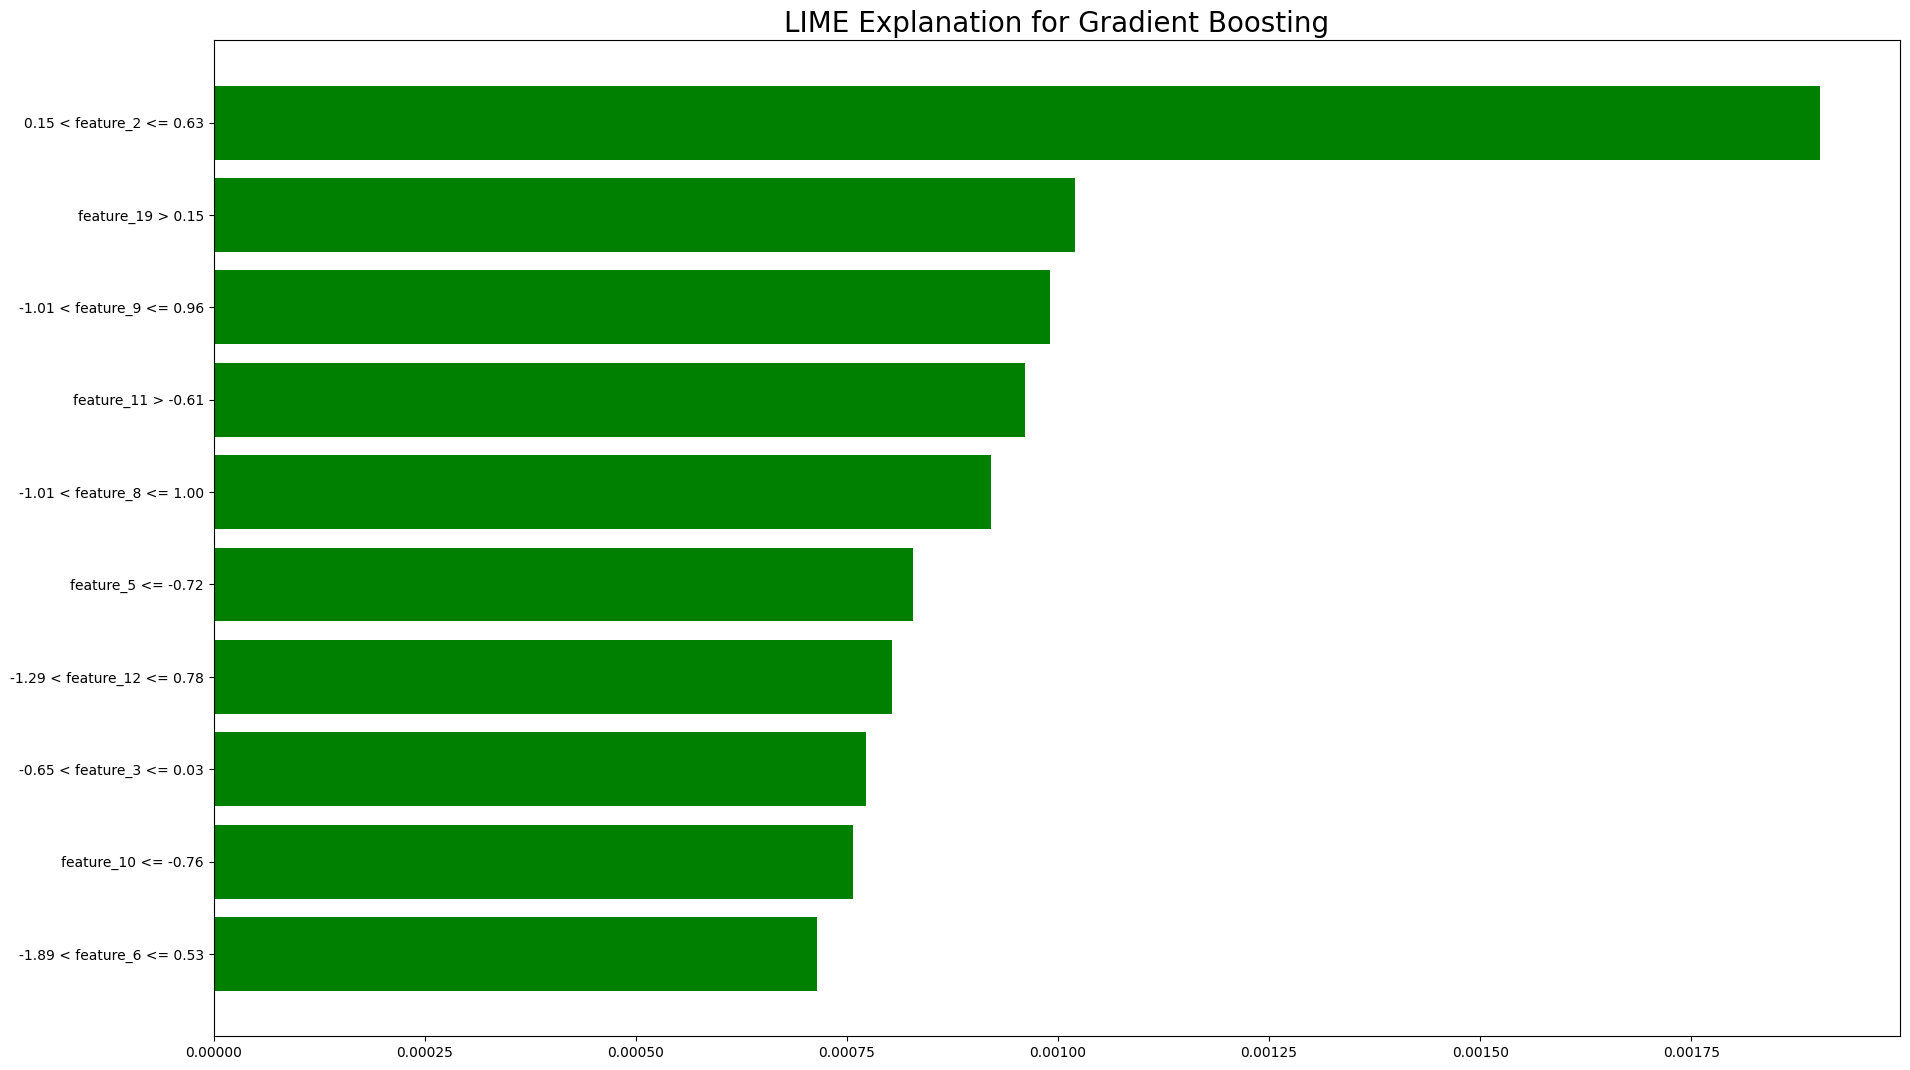 LIME Explanation for Gradient Boosting
0.15 < feature_2 <= 0.63
feature_19 > 0.15
-1.01 < feature_9 <= 0.96
feature_11 > -0.61
-1.01 < feature_8 <= 1.00
feature_5 <= -0.72
-1.29 < feature_12 <= 0.78
-0.65 < feature_3 <= 0.03
feature_10 <= -0.76
-1.89 < feature_6 <= 0.53
0.00000 0.00025 0.00050 0.00075 0.00100 0.00125 0.00150 0.00175